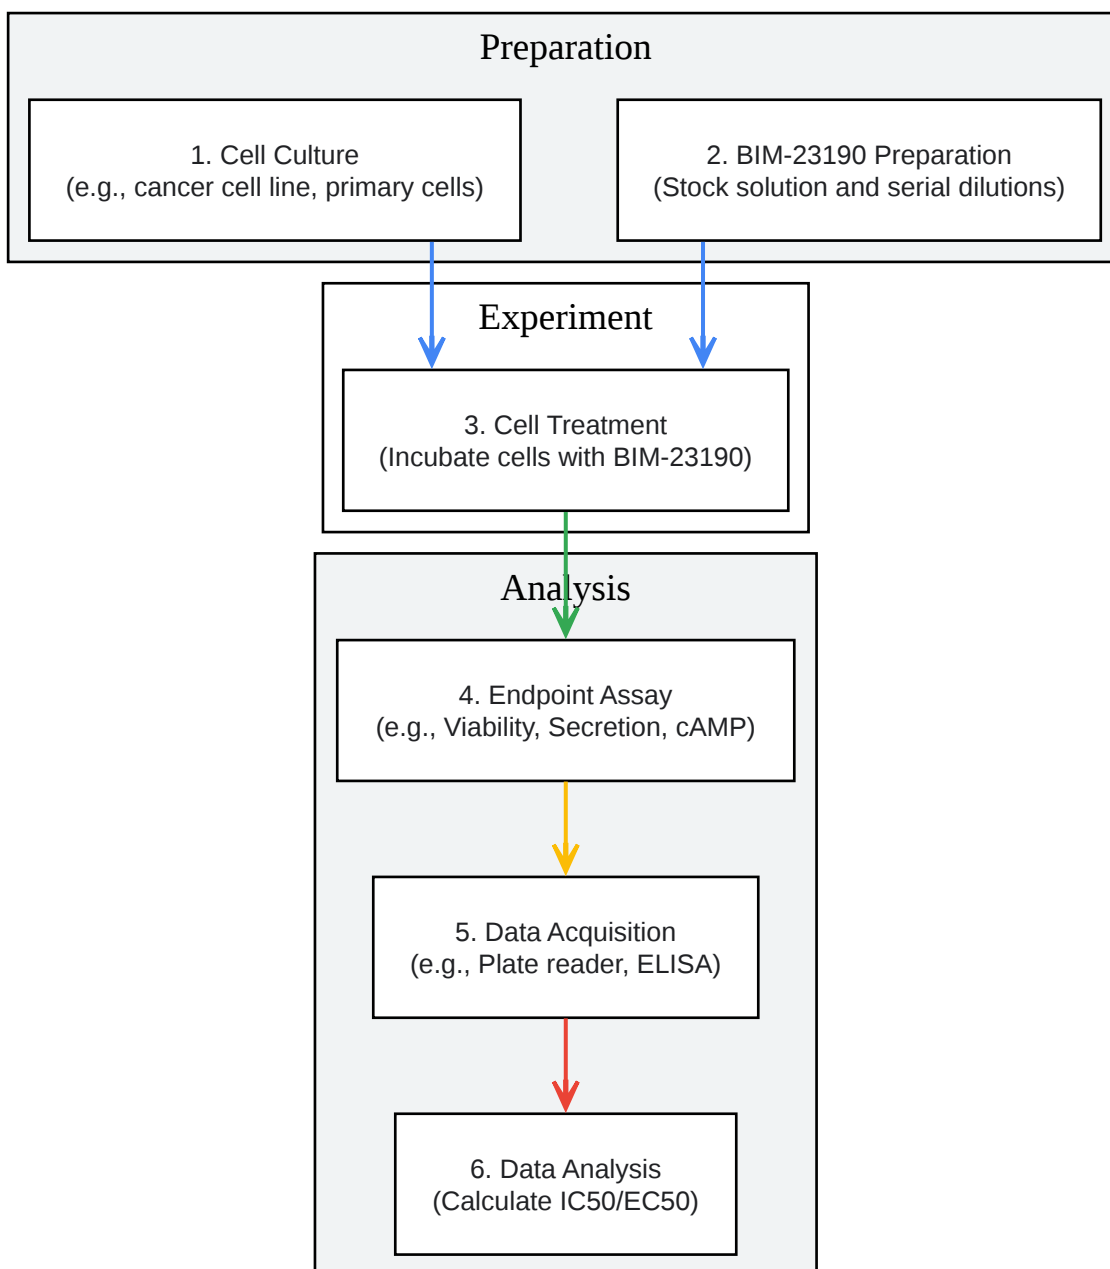 Preparation
1. Cell Culture
(e.g., cancer cell line, primary cells)
2. BIM-23190 Preparation
(Stock solution and serial dilutions)
Experiment
3. Cell Treatment
(Incubate cells with BIM-23190)
Analysis
4. Endpoint Assay
(e.g., Viability, Secretion, cAMP)
5. Data Acquisition
(e.g., Plate reader, ELISA)
6. Data Analysis
(Calculate IC50/EC50)